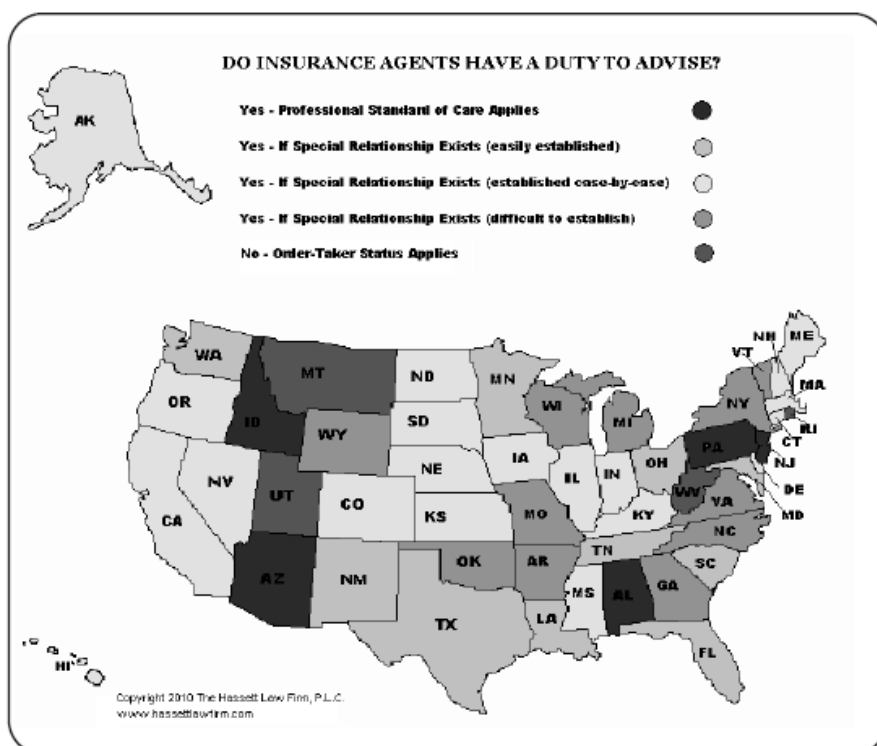 DO INSURANCE AGENTS HAVE A DUTY TO ADVISE?
Yes - Professional Standard of Care Applies
Yes - If Special Relationship Exists (easily established)
Yes - If Special Relationship Exists (established case-by-case)
Yes - If Special Relationship Exists (difficult to establish)
No - Order-Taker Status Applies
AK
WA
MT
ND
MN
VT
NH
ME
OR
ID
WY
SD
WI
MI
NY
MA
RI
CT
NV
UT
CO
NE
IA
IL
IN
OH
PA
NJ
DE
MD
CA
KS
MO
KY
WV
VA
AZ
NM
OK
AR
TN
NC
SC
TX
LA
MS
AL
GA
FL
HI
Copyright 2010 The Hassett Law Firm, P.L.C.
www.hassettlawfirm.com